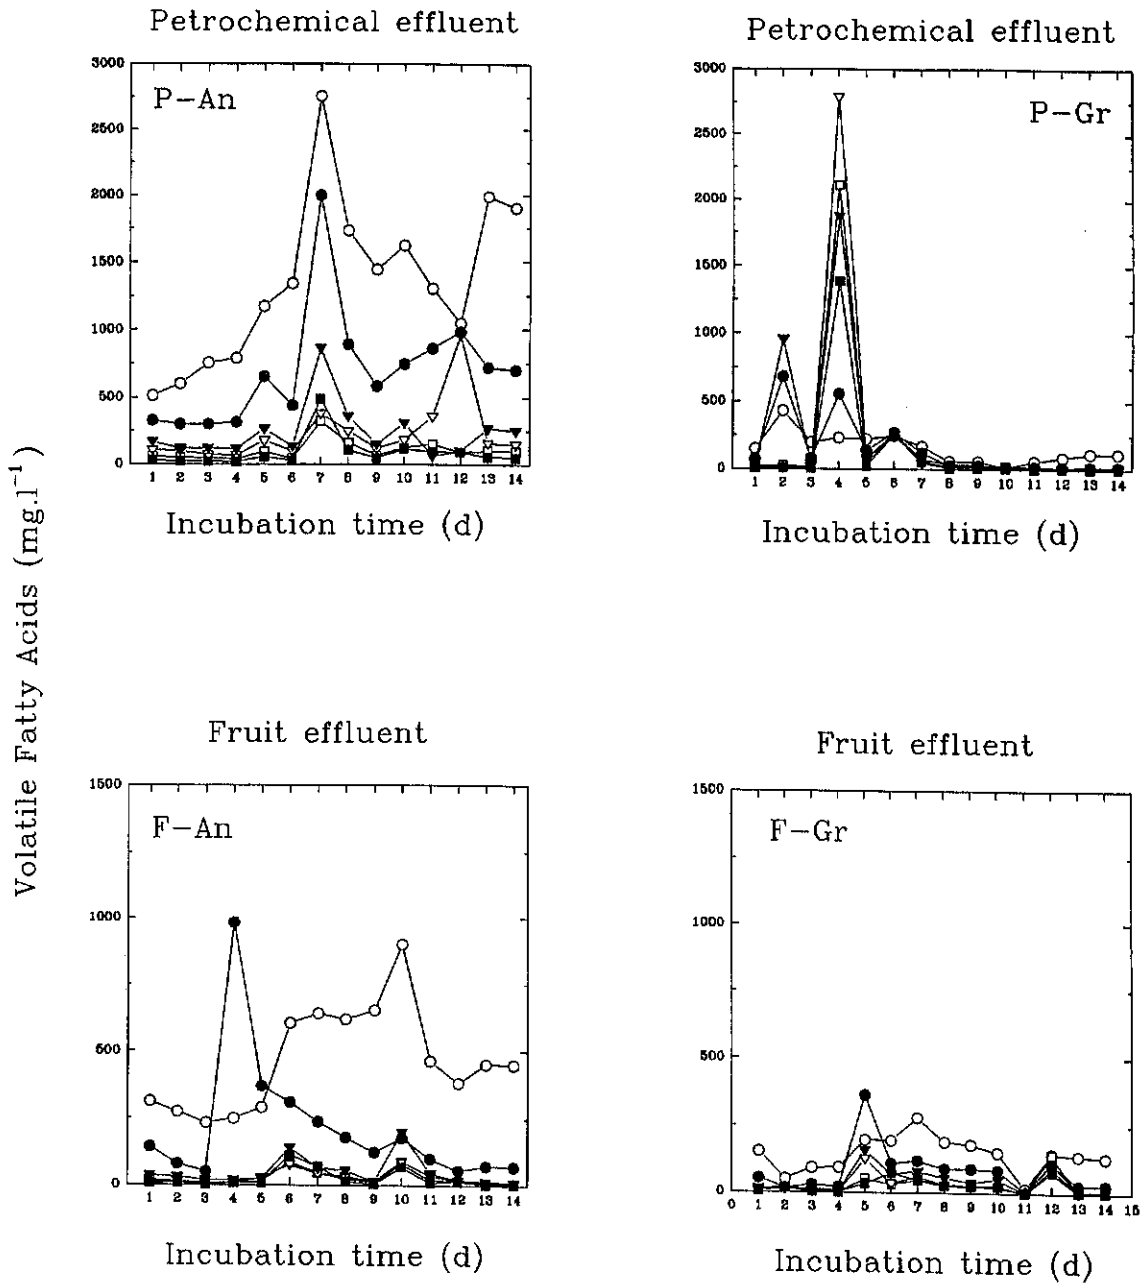 Petrochemical effluent
P-An
3000
2500
2000
1500
1000
500
0
1 2 3 4 5 6 7 8 9 10 11 12 13 14
Incubation time (d)
Petrochemical effluent
P-Gr
3000
2500
2000
1500
1000
500
0
1 2 3 4 5 6 7 8 9 10 11 12 13 14
Incubation time (d)
Volatile Fatty Acids (mg.l⁻¹)
Fruit effluent
F-An
1500
1000
500
0
1 2 3 4 5 6 7 8 9 10 11 12 13 14
Incubation time (d)
Fruit effluent
F-Gr
1500
1000
500
0
0 1 2 3 4 5 6 7 8 9 10 11 12 13 14 15
Incubation time (d)